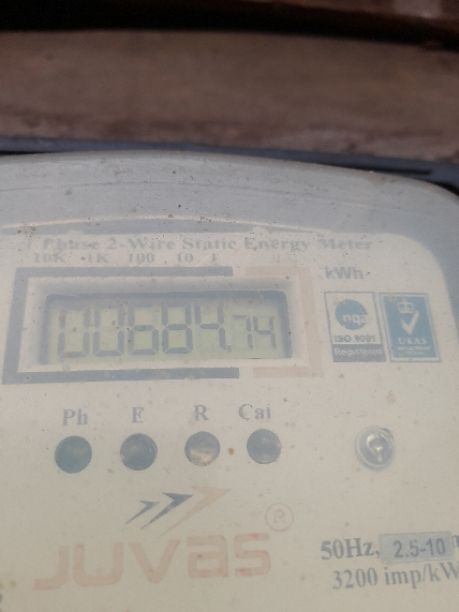 Phase 2-Wire Static Energy Meter
10K 1K 100 10 1
kWh
00684.74
nqa
ISO 9001
Registered
UKAS
Ph E R Cal
JUVAS®
50Hz, 2.5-10
3200 imp/kW